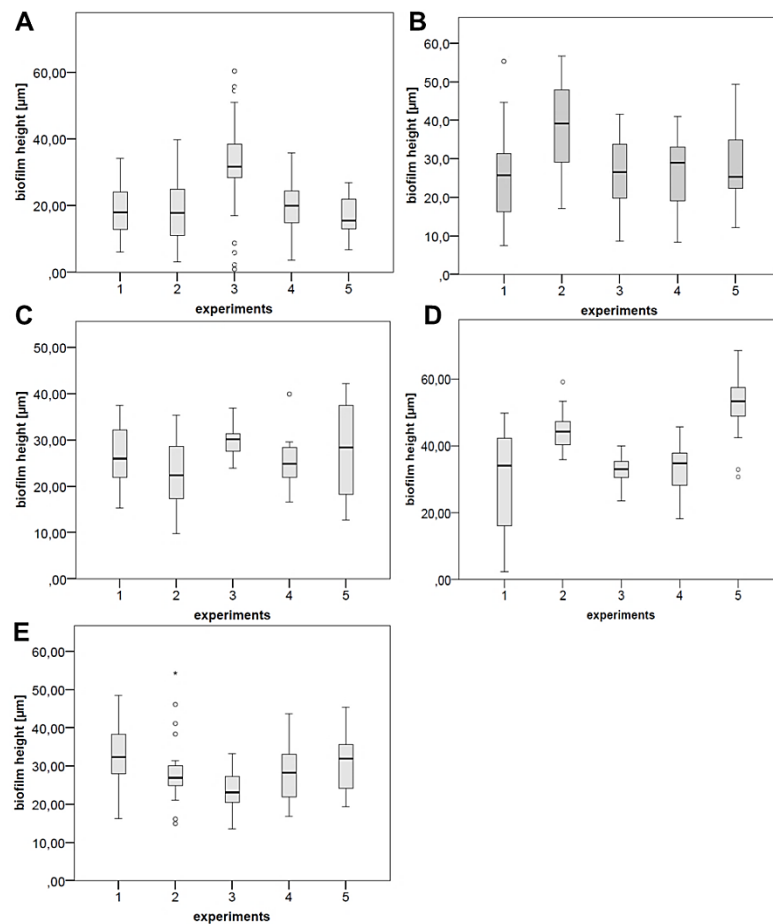 A
biofilm height [µm]
60,00
40,00
20,00
,00
1 2 3 4 5
experiments
B
biofilm height [µm]
60,0
50,0
40,0
30,0
20,0
10,0
,0
1 2 3 4 5
experiments
C
biofilm height [µm]
50,00
40,00
30,00
20,00
10,00
,00
1 2 3 4 5
experiments
D
biofilm height [µm]
60,00
40,00
20,00
,00
1 2 3 4 5
experiments
E
biofilm height [µm]
60,00
50,00
40,00
30,00
20,00
10,00
,00
1 2 3 4 5
experiments